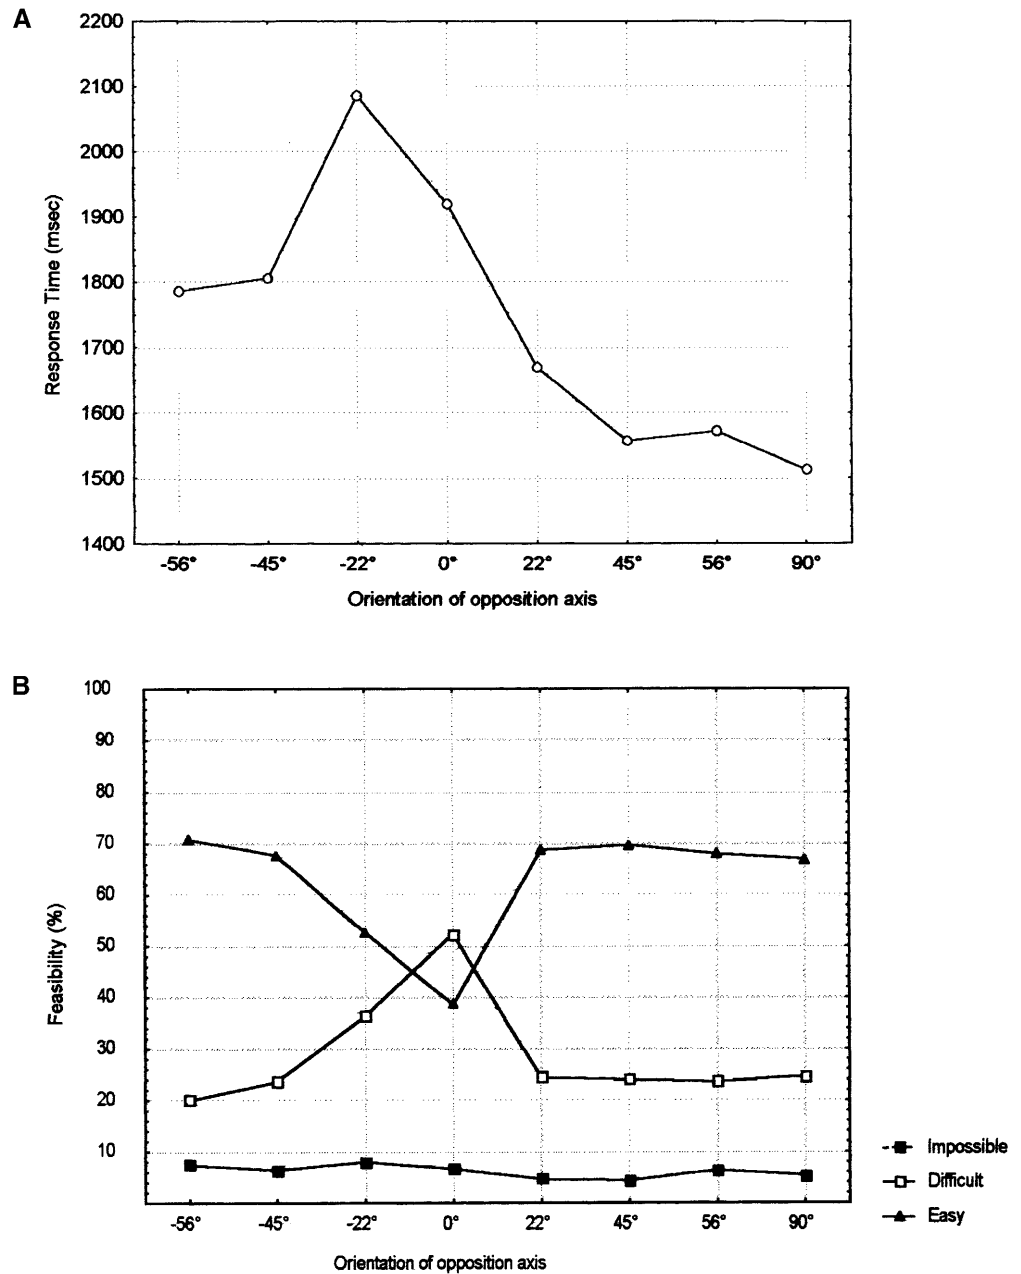 A
2200
2100
2000
1900
1800
1700
1600
1500
1400
Response Time (msec)
-56° -45° -22° 0° 22° 45° 56° 90°
Orientation of opposition axis
B
100
90
80
70
60
50
40
30
20
10
Feasibility (%)
-56° -45° -22° 0° 22° 45° 56° 90°
Orientation of opposition axis
Impossible
Difficult
Easy